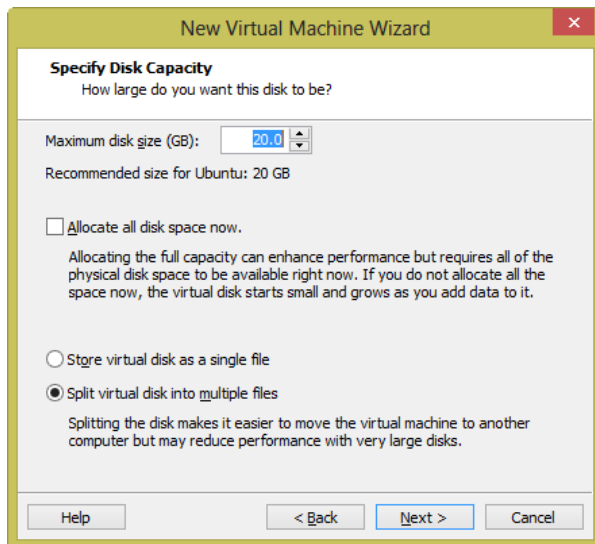 New Virtual Machine Wizard
Specify Disk Capacity
How large do you want this disk to be?
Maximum disk size (GB): 20.0
Recommended size for Ubuntu: 20 GB
Allocate all disk space now.
Allocating the full capacity can enhance performance but requires all of the
physical disk space to be available right now. If you do not allocate all the
space now, the virtual disk starts small and grows as you add data to it.
Store virtual disk as a single file
Split virtual disk into multiple files
Splitting the disk makes it easier to move the virtual machine to another
computer but may reduce performance with very large disks.
Help < Back Next > Cancel